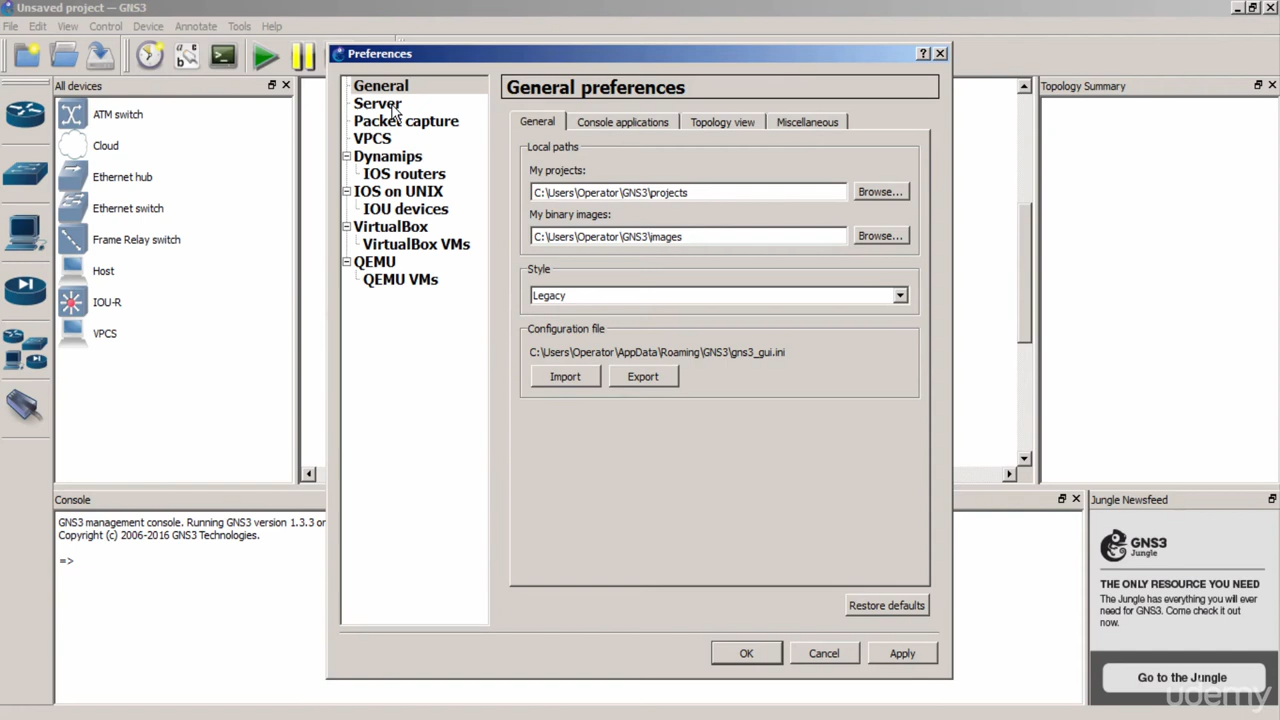 Unsaved project — GNS3
File Edit View Control Device Annotate Tools Help
All devices
ATM switch
Cloud
Ethernet hub
Ethernet switch
Frame Relay switch
Host
IOU-R
VPCS
Preferences
General
Server
Packet capture
VPCS
Dynamips
IOS routers
IOS on UNIX
IOU devices
VirtualBox
VirtualBox VMs
QEMU
QEMU VMs
General preferences
General Console applications Topology view Miscellaneous
Local paths
My projects:
C:\Users\Operator\GNS3\projects Browse...
My binary images:
C:\Users\Operator\GNS3\images Browse...
Style
Legacy
Configuration file
C:\Users\Operator\AppData\Roaming\GNS3\gns3_gui.ini
Import Export
Restore defaults
OK Cancel Apply
Topology Summary
Console
GNS3 management console. Running GNS3 version 1.3.3 on
Copyright (c) 2006-2016 GNS3 Technologies.
=>
Jungle Newsfeed
GNS3
Jungle
THE ONLY RESOURCE YOU NEED
The Jungle has everything you will ever
need for GNS3. Come check it out
now.
Go to the Jungle
udemy